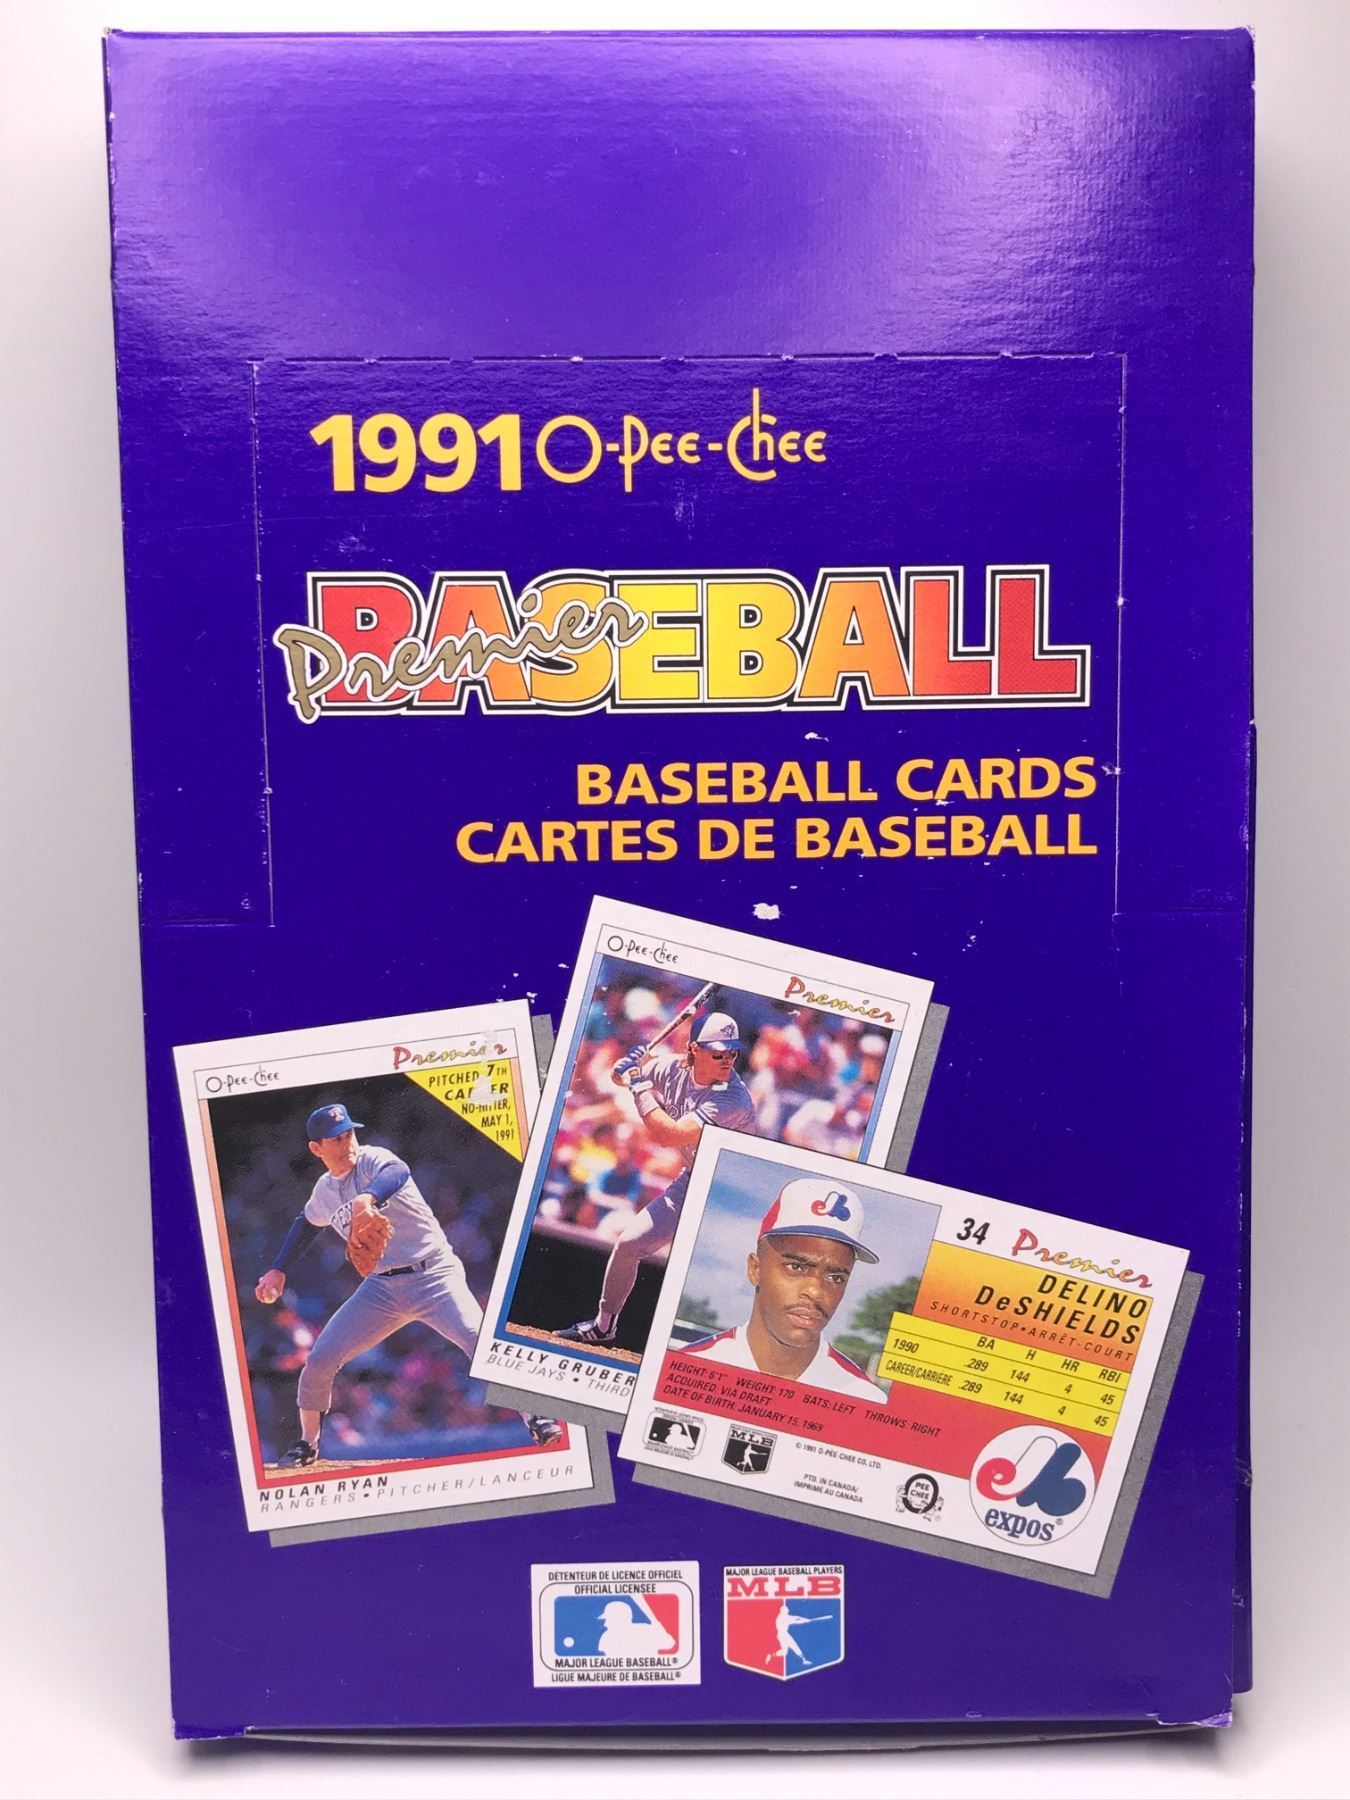 1991 O-PEE-CHEE
Premier BASEBALL
BASEBALL CARDS
CARTES DE BASEBALL
O-PEE-CHEE Premier
PITCHED 7TH
CAREER
NO-HITTER,
MAY 1,
1991
NOLAN RYAN
RANGERS • PITCHER/LANCEUR
O-PEE-CHEE Premier
KELLY GRUBER
BLUE JAYS • THIRD
34 Premier
DELINO
DeSHIELDS
SHORTSTOP • ARRÊT-COURT
BA H HR RBI
1990 .289 144 4 45
CAREER/CARRIERE .289 144 4 45
HEIGHT: 6'1" WEIGHT: 170 BATS: LEFT THROWS: RIGHT
ACQUIRED: VIA DRAFT
DATE OF BIRTH: JANUARY 15, 1969
MLB
© 1991 O-PEE-CHEE CO. LTD.
PTD. IN CANADA/
IMPRIMÉ AU CANADA
O
PEE
CHEE
expos®
DÉTENTEUR DE LICENCE OFFICIEL
OFFICIAL LICENSEE
MAJOR LEAGUE BASEBALL®
LIGUE MAJEURE DE BASEBALL®
MAJOR LEAGUE BASEBALL PLAYERS
MLB